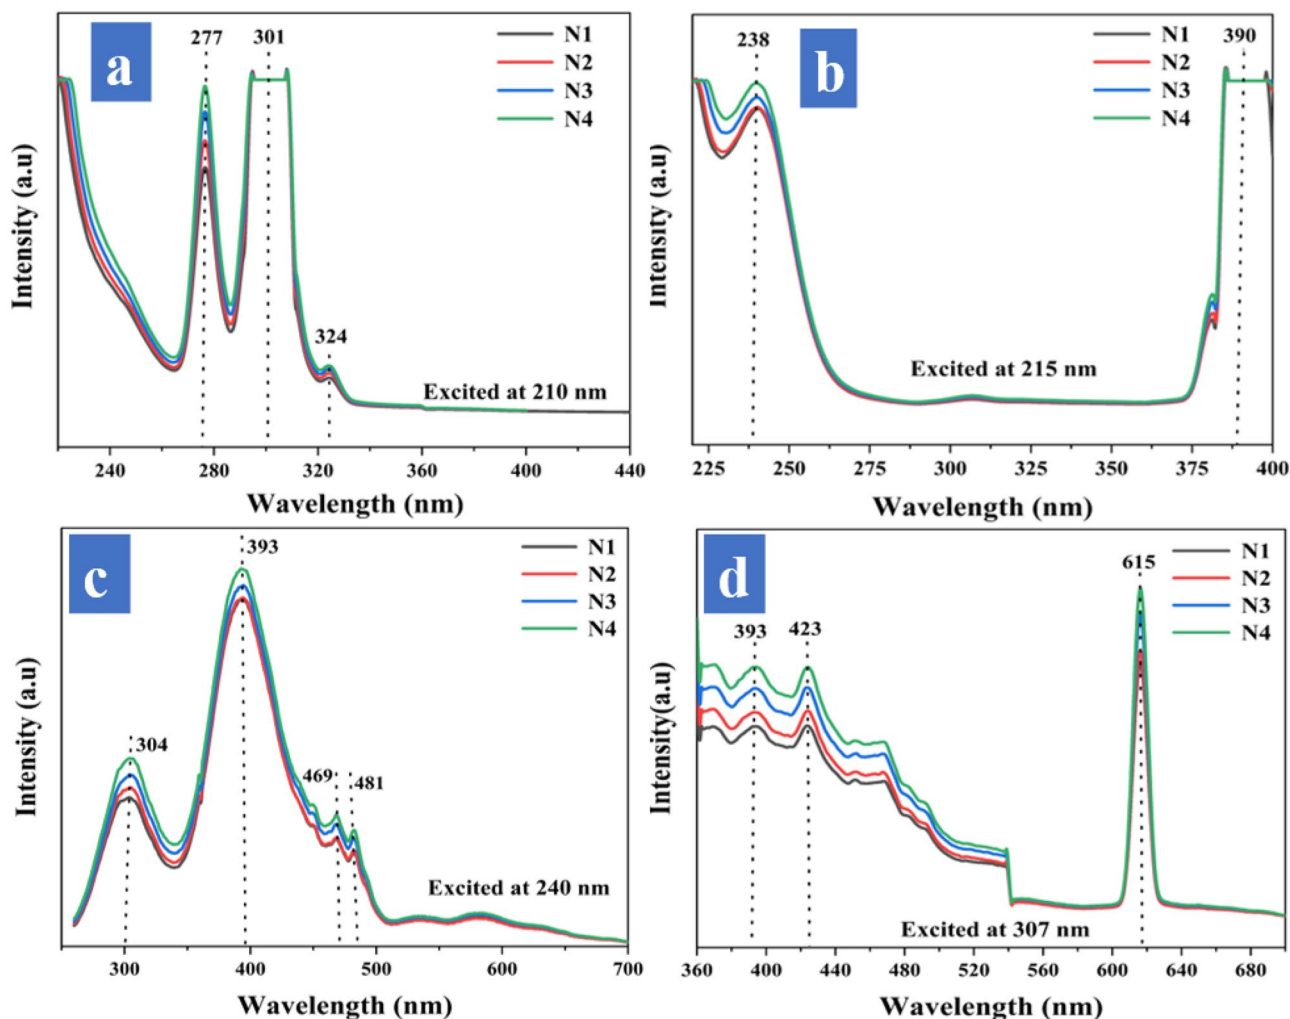 a
277
301
324
N1
N2
N3
N4
Excited at 210 nm
Intensity (a.u)
240
280
320
360
400
440
Wavelength (nm)
b
238
390
N1
N2
N3
N4
Excited at 215 nm
Intensity (a.u)
225
250
275
300
325
350
375
400
Wavelength (nm)
c
304
393
469
481
N1
N2
N3
N4
Excited at 240 nm
Intensity (a.u)
300
400
500
600
700
Wavelength (nm)
d
393
423
615
N1
N2
N3
N4
Excited at 307 nm
Intensity(a.u)
360
400
440
480
520
560
600
640
680
Wavelength (nm)